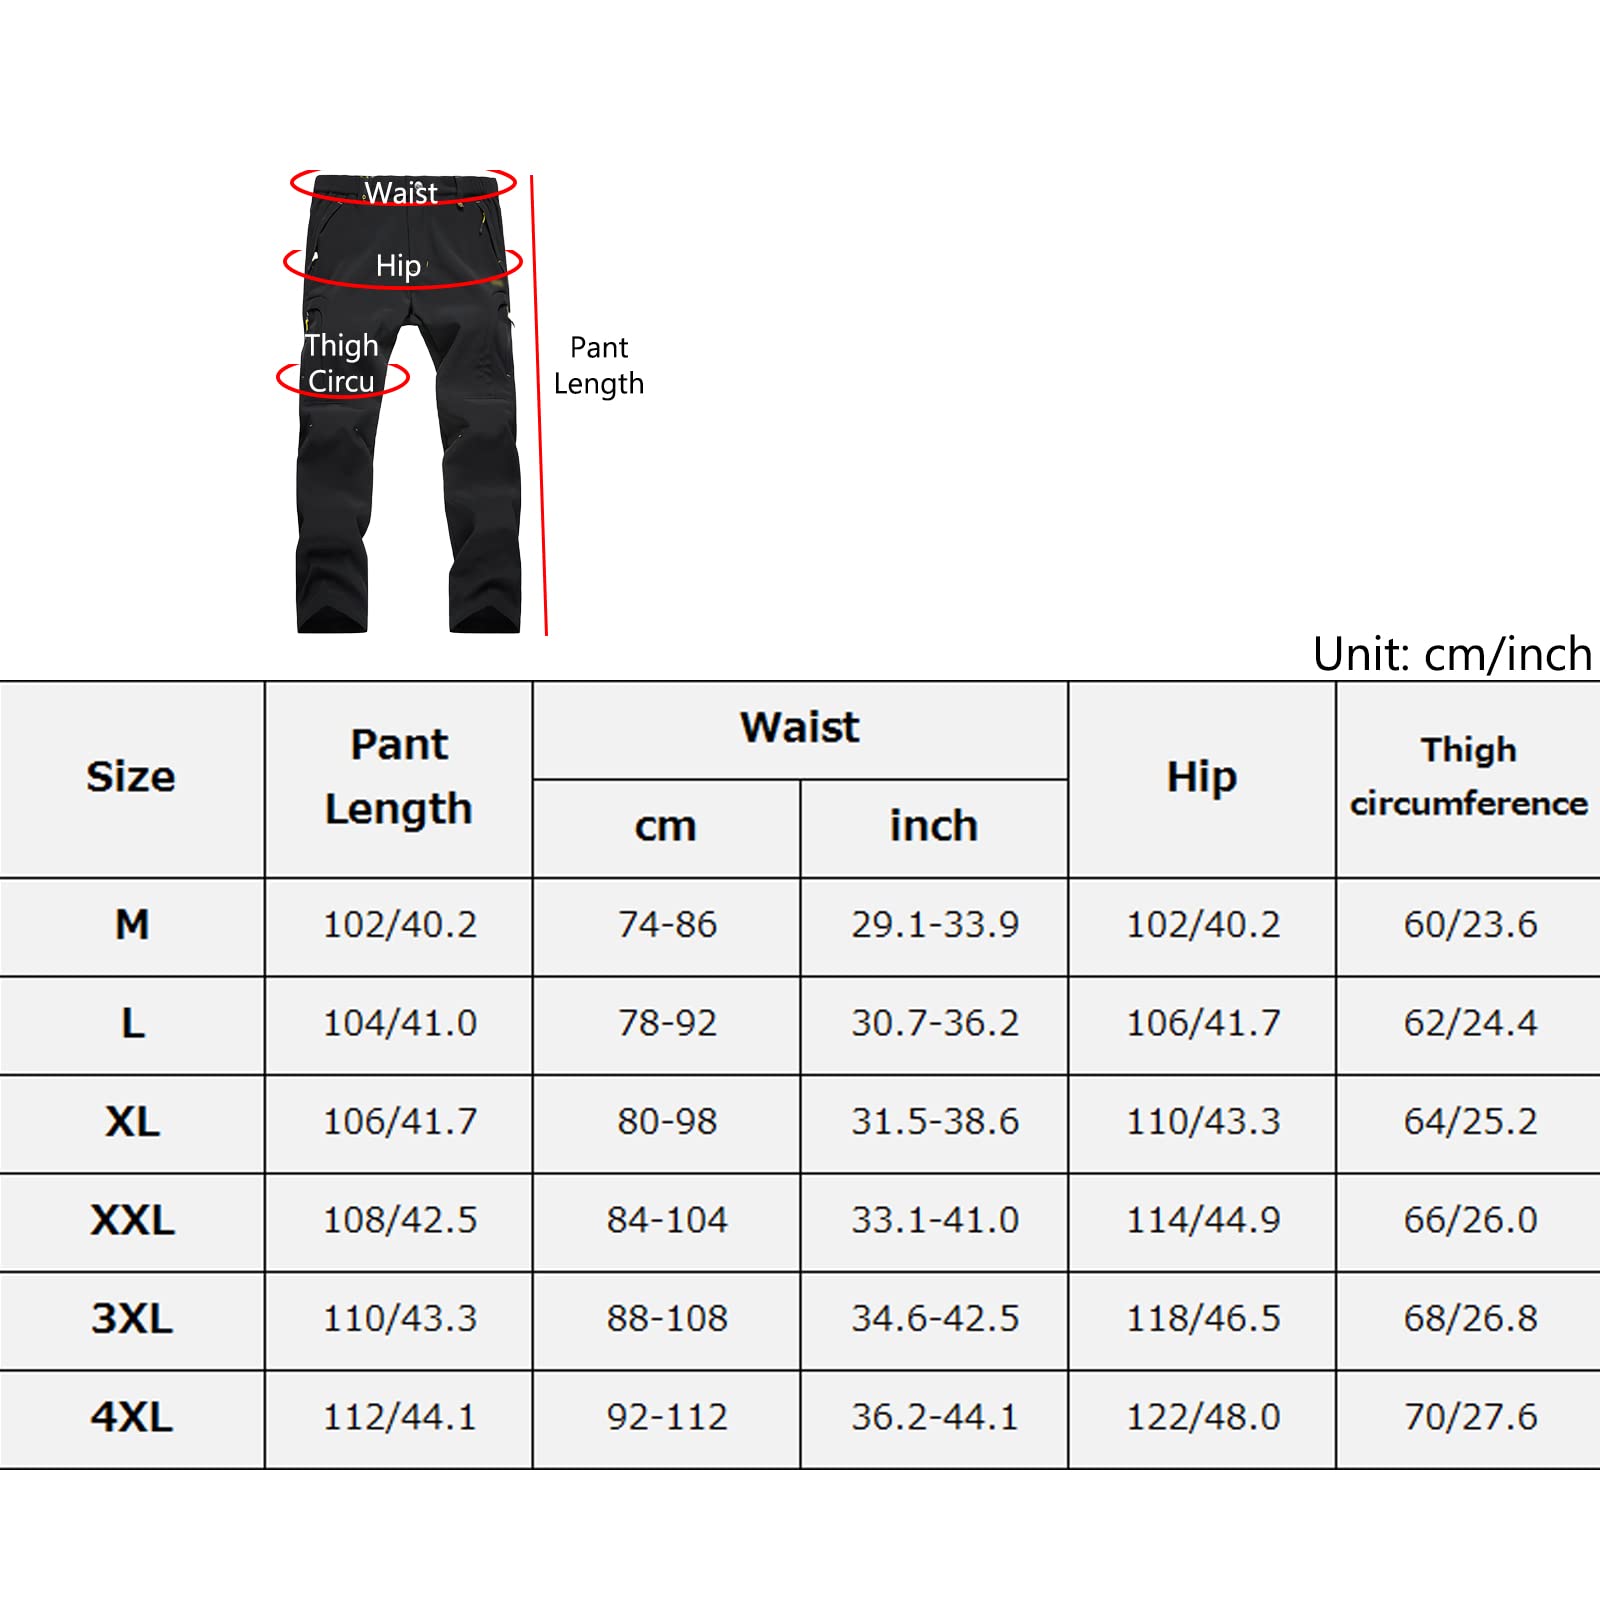 Waist
Hip
Thigh
Circu
Pant
Length
Unit: cm/inch
Size
Pant
Length
Waist
cm
inch
Hip
Thigh
circumference
M 102/40.2 74-86 29.1-33.9 102/40.2 60/23.6
L 104/41.0 78-92 30.7-36.2 106/41.7 62/24.4
XL 106/41.7 80-98 31.5-38.6 110/43.3 64/25.2
XXL 108/42.5 84-104 33.1-41.0 114/44.9 66/26.0
3XL 110/43.3 88-108 34.6-42.5 118/46.5 68/26.8
4XL 112/44.1 92-112 36.2-44.1 122/48.0 70/27.6